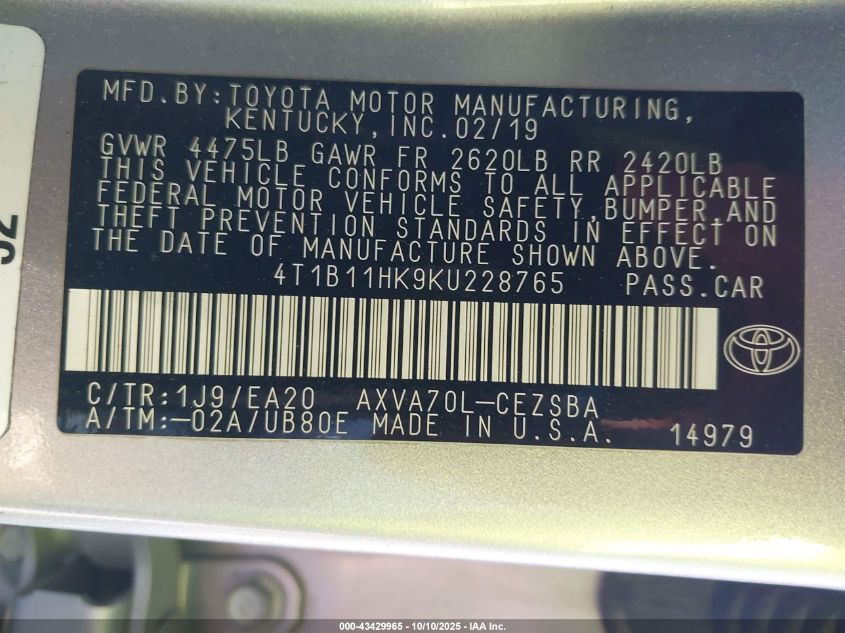 MFD.BY:TOYOTA MOTOR MANUFACTURING,
KENTUCKY,INC.02/19
GVWR 4475LB GAWR FR 2620LB RR 2420LB
THIS VEHICLE CONFORMS TO ALL APPLICABLE
FEDERAL MOTOR VEHICLE SAFETY,BUMPER,AND
THEFT PREVENTION STANDARDS IN EFFECT ON
THE DATE OF MANUFACTURE SHOWN ABOVE.
4T1B11HK9KU228765 PASS.CAR
C/TR:1J9/EA20 AXVA70L-CEZSBA
A/TM:-02A/UB80E MADE IN U.S.A. 14979
000-43429965 - 10/10/2025 - IAA Inc.